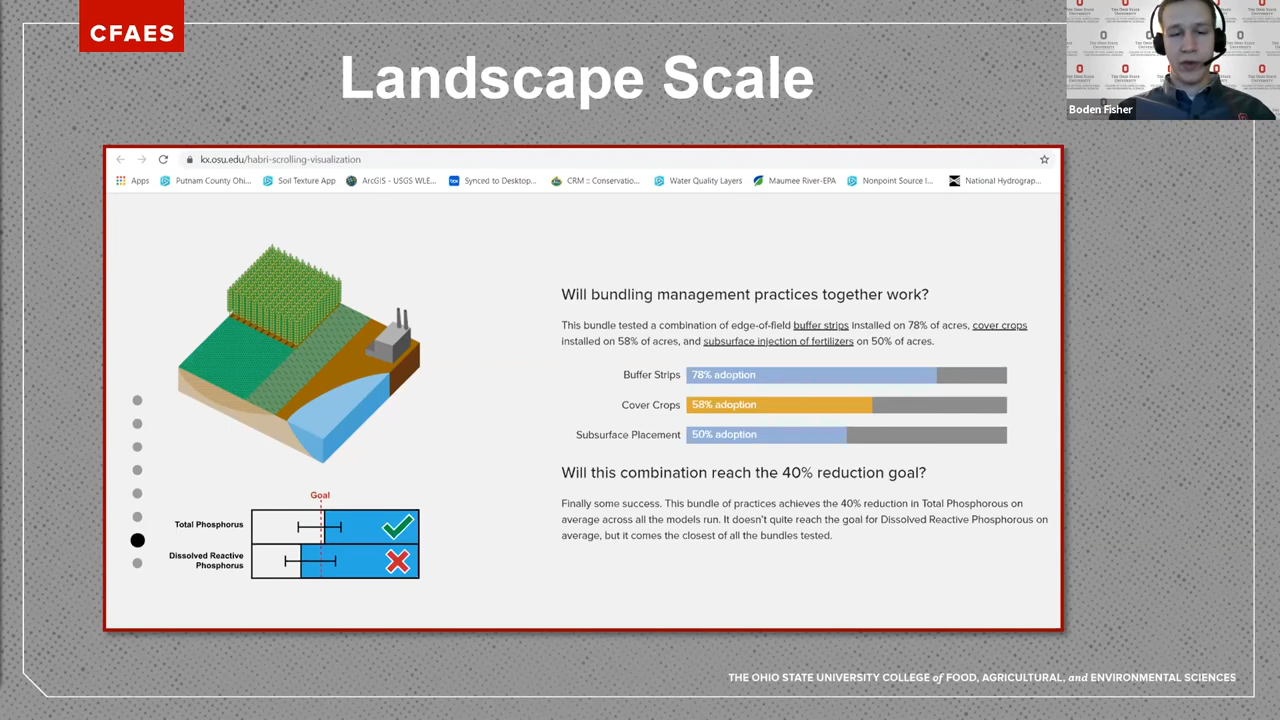 CFAES
Landscape Scale
Boden Fisher
kx.osu.edu/habri-scrolling-visualization
Apps
Putnam County Ohi...
Soil Texture App
ArcGIS - USGS WLE...
Synced to Desktop...
CRM :: Conservatio...
Water Quality Layers
Maumee River-EPA
Nonpoint Source I...
National Hydrograp...
Will bundling management practices together work?
This bundle tested a combination of edge-of-field buffer strips installed on 78% of acres, cover crops
installed on 58% of acres, and subsurface injection of fertilizers on 50% of acres.
Buffer Strips 78% adoption
Cover Crops 58% adoption
Subsurface Placement 50% adoption
Will this combination reach the 40% reduction goal?
Finally some success. This bundle of practices achieves the 40% reduction in Total Phosphorous on
average across all the models run. It doesn't quite reach the goal for Dissolved Reactive Phosphorous on
average, but it comes the closest of all the bundles tested.
Goal
Total Phosphorus
Dissolved Reactive
Phosphorus
THE OHIO STATE UNIVERSITY COLLEGE of FOOD, AGRICULTURAL, and ENVIRONMENTAL SCIENCES